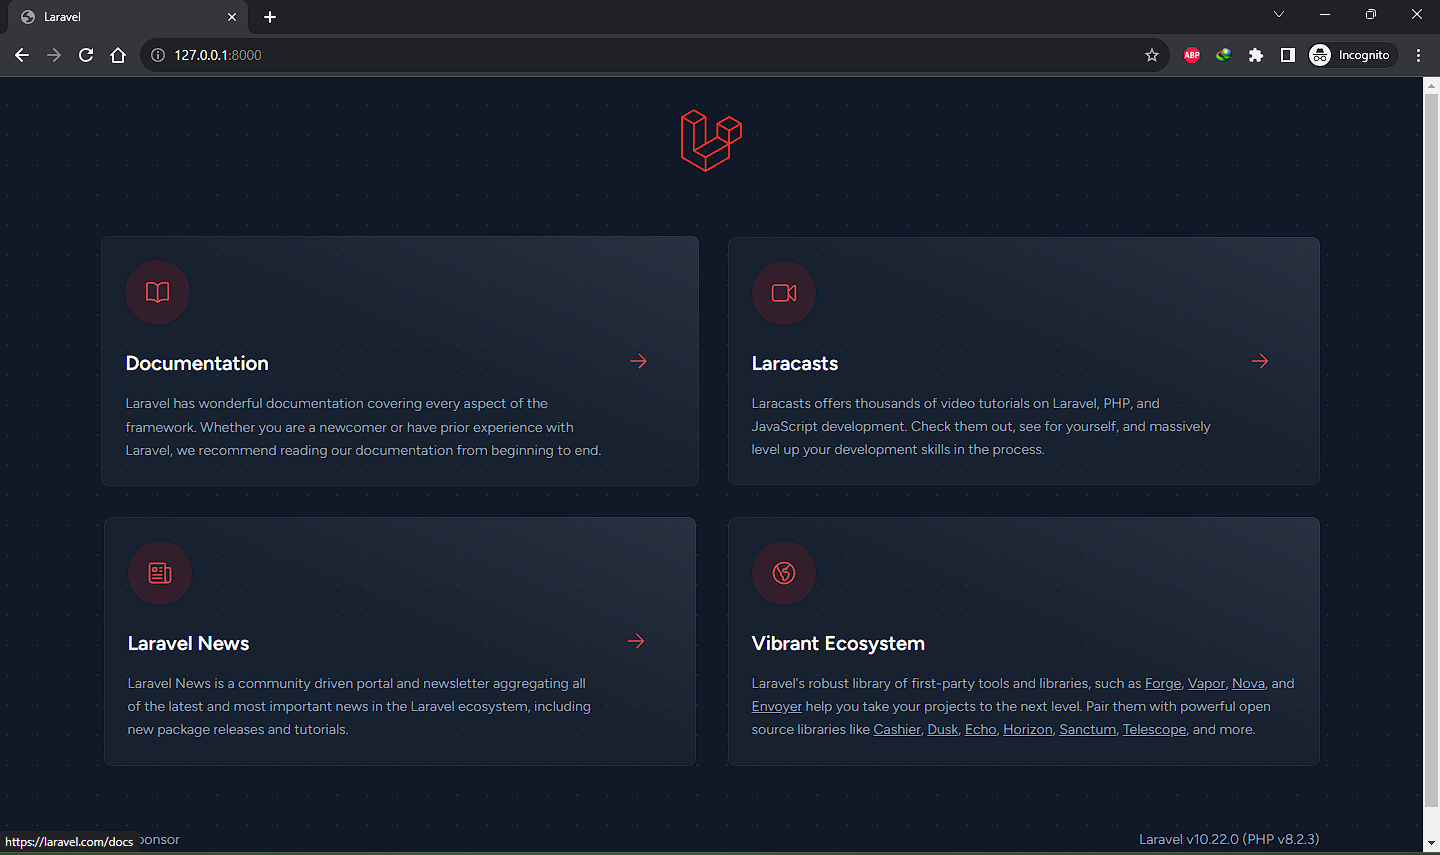 Laravel
127.0.0.1:8000
ABP
Incognito
Documentation
Laravel has wonderful documentation covering every aspect of the
framework. Whether you are a newcomer or have prior experience with
Laravel, we recommend reading our documentation from beginning to end.
Laracasts
Laracasts offers thousands of video tutorials on Laravel, PHP, and
JavaScript development. Check them out, see for yourself, and massively
level up your development skills in the process.
Laravel News
Laravel News is a community driven portal and newsletter aggregating all
of the latest and most important news in the Laravel ecosystem, including
new package releases and tutorials.
Vibrant Ecosystem
Laravel's robust library of first-party tools and libraries, such as Forge, Vapor, Nova, and
Envoyer help you take your projects to the next level. Pair them with powerful open
source libraries like Cashier, Dusk, Echo, Horizon, Sanctum, Telescope, and more.
https://laravel.com/docs
ponsor
Laravel v10.22.0 (PHP v8.2.3)